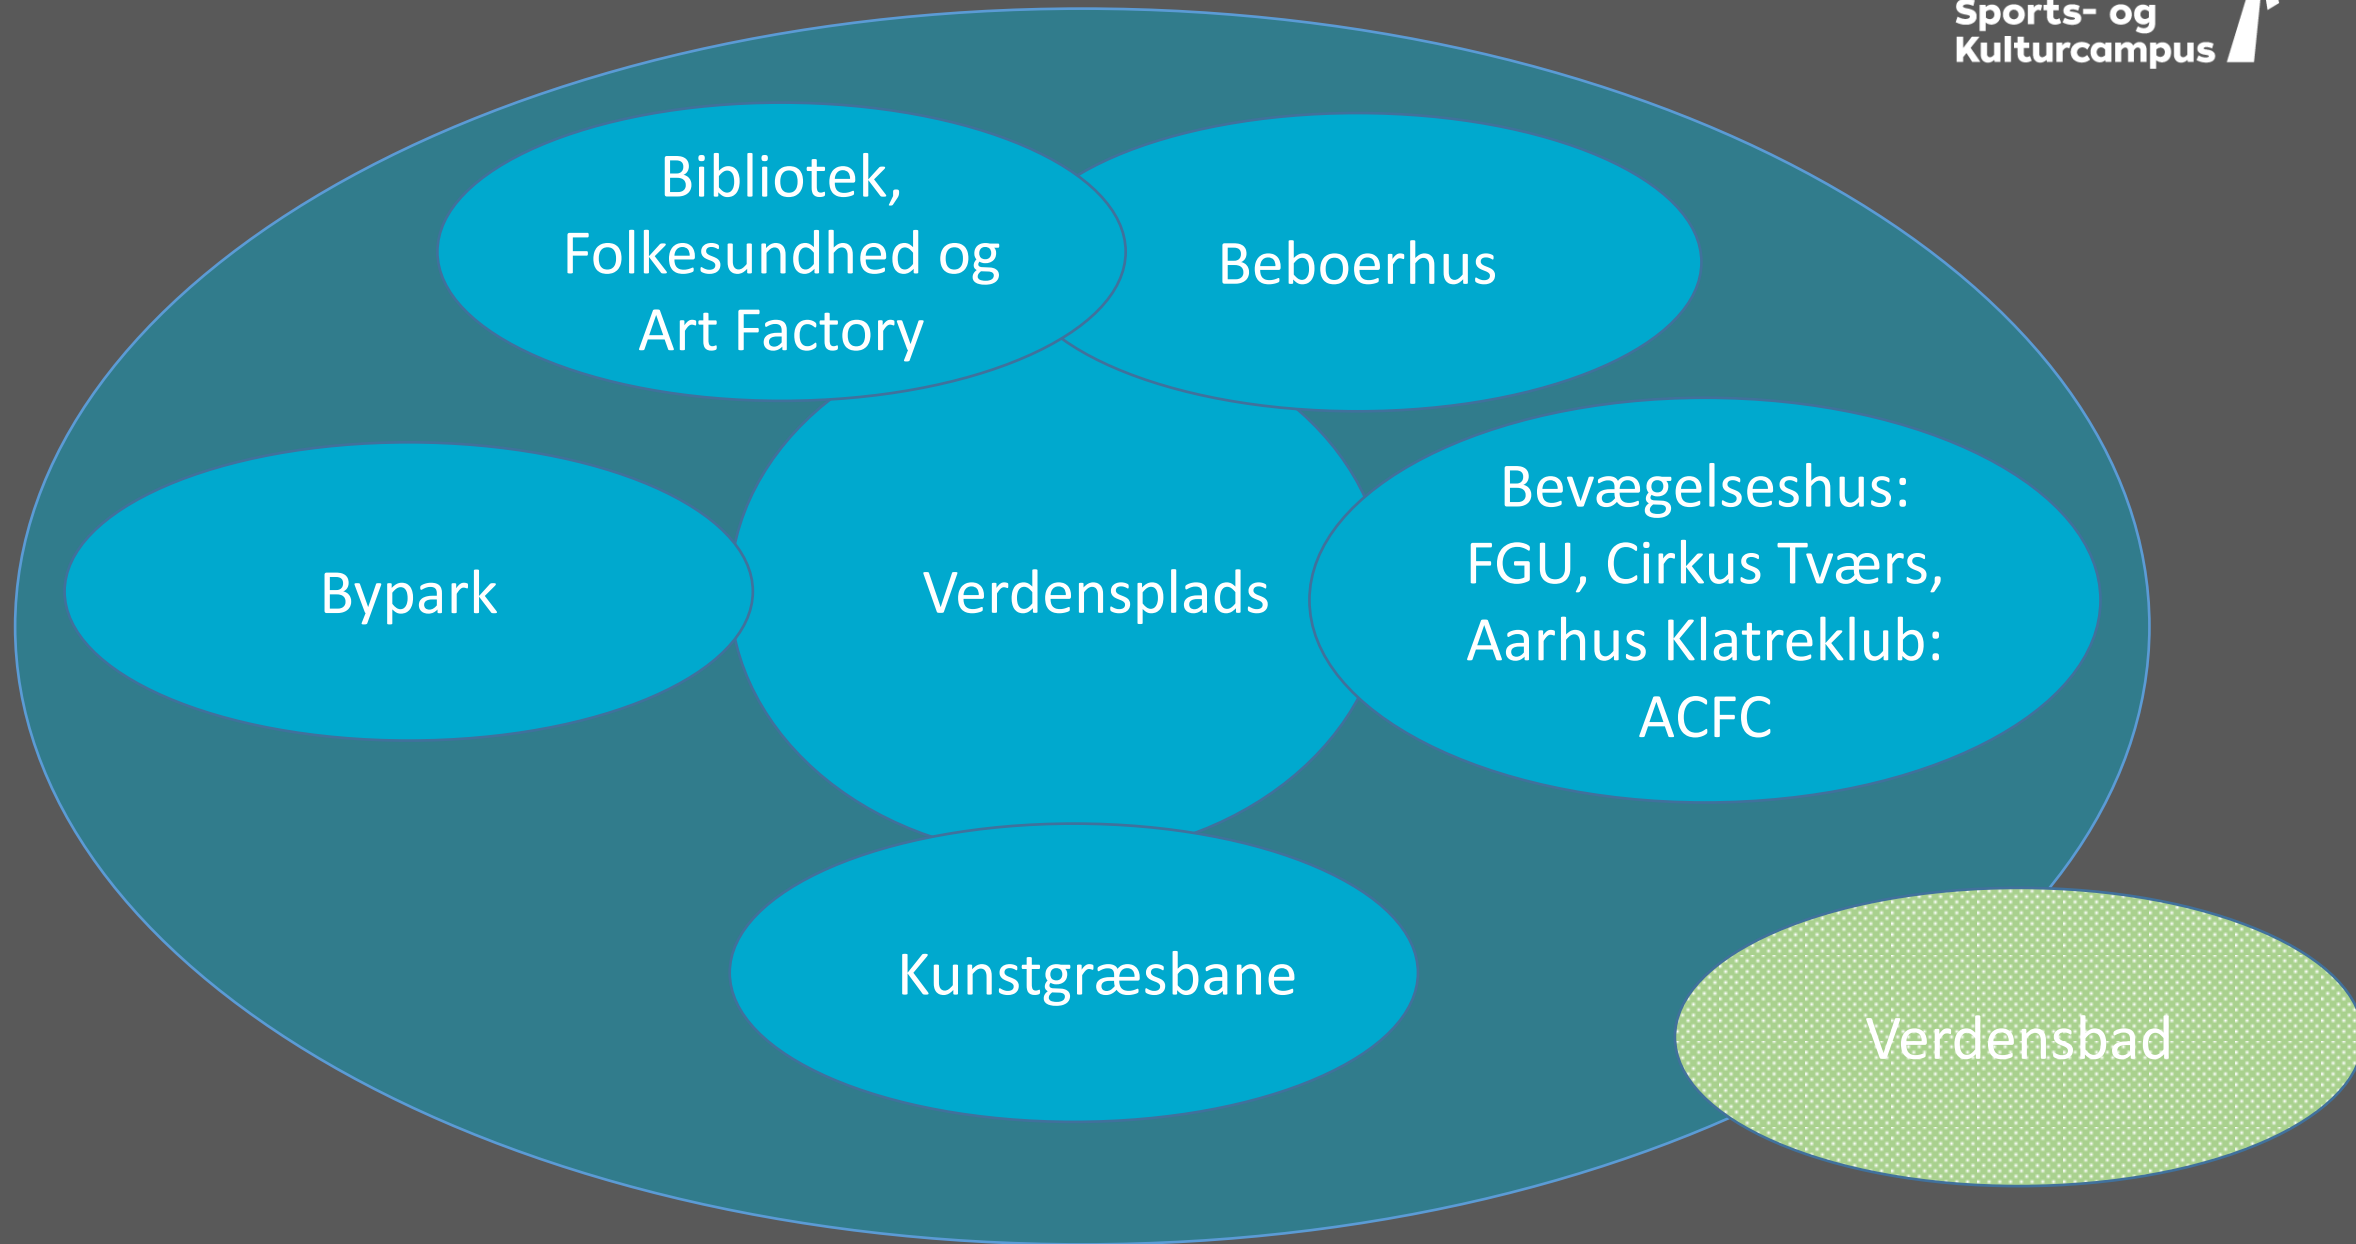 Sports- og
Kulturcampus
Bibliotek,
Folkesundhed og
Art Factory
Beboerhus
Bypark
Verdensplads
Bevægelseshus:
FGU, Cirkus Tværs,
Aarhus Klatreklub:
ACFC
Kunstgræsbane
Verdensbad